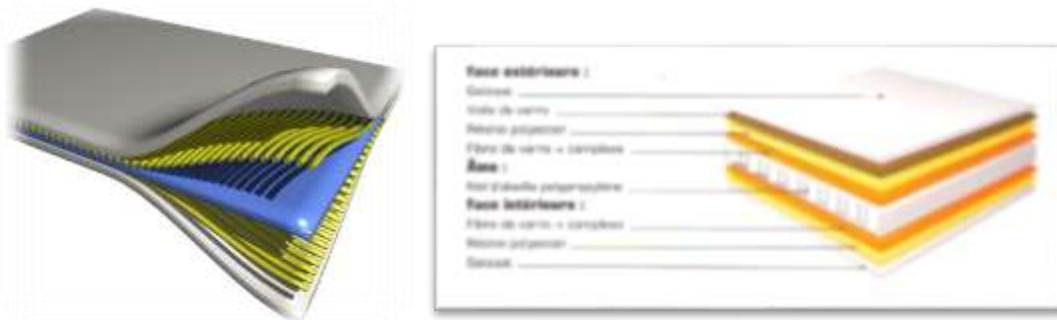 Face extérieure :
Gelcoat
Voile de verre
Résine polyester
Fibre de verre + complexe
Âme :
Nid d'abeille polypropylène
Face intérieure :
Fibre de verre + complexe
Résine polyester
Gelcoat